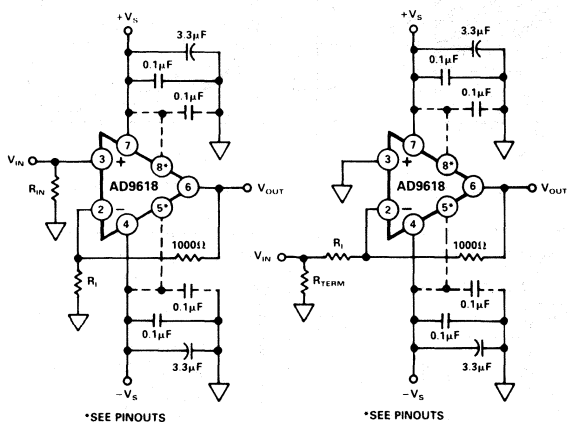 +VS
3.3µF
0.1µF
0.1µF
7
VIN
3
+
8*
AD9618
6
VOUT
RIN
2
−
5*
4
1000Ω
RI
0.1µF
0.1µF
3.3µF
−VS
*SEE PINOUTS
+VS
3.3µF
0.1µF
0.1µF
7
3
+
8*
AD9618
6
VOUT
2
−
5*
4
VIN
RI
1000Ω
RTERM
0.1µF
0.1µF
3.3µF
−VS
*SEE PINOUTS